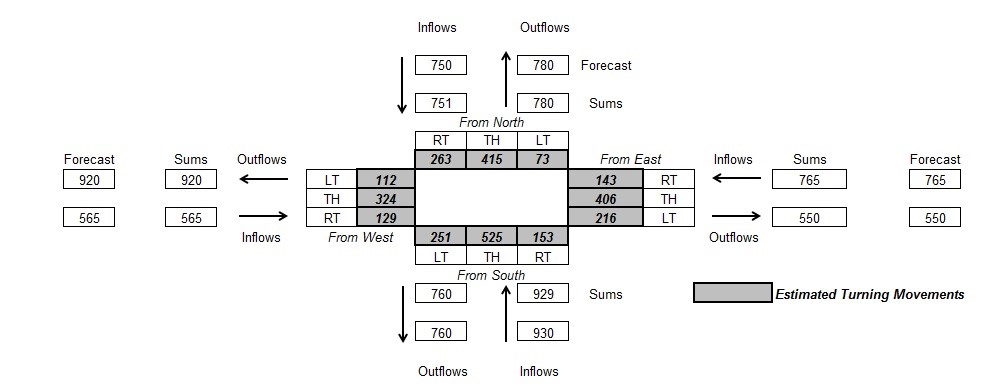 Inflows Outflows
750 780 Forecast
751 780 Sums
From North
RT TH LT
Forecast Sums Outflows 263 415 73 From East Inflows Sums Forecast
920 920 LT 112 143 RT 765 765
TH 324 406 TH
565 565 RT 129 216 LT 550 550
Inflows From West 251 525 153 Outflows
LT TH RT
From South
760 929 Sums Estimated Turning Movements
760 930
Outflows Inflows